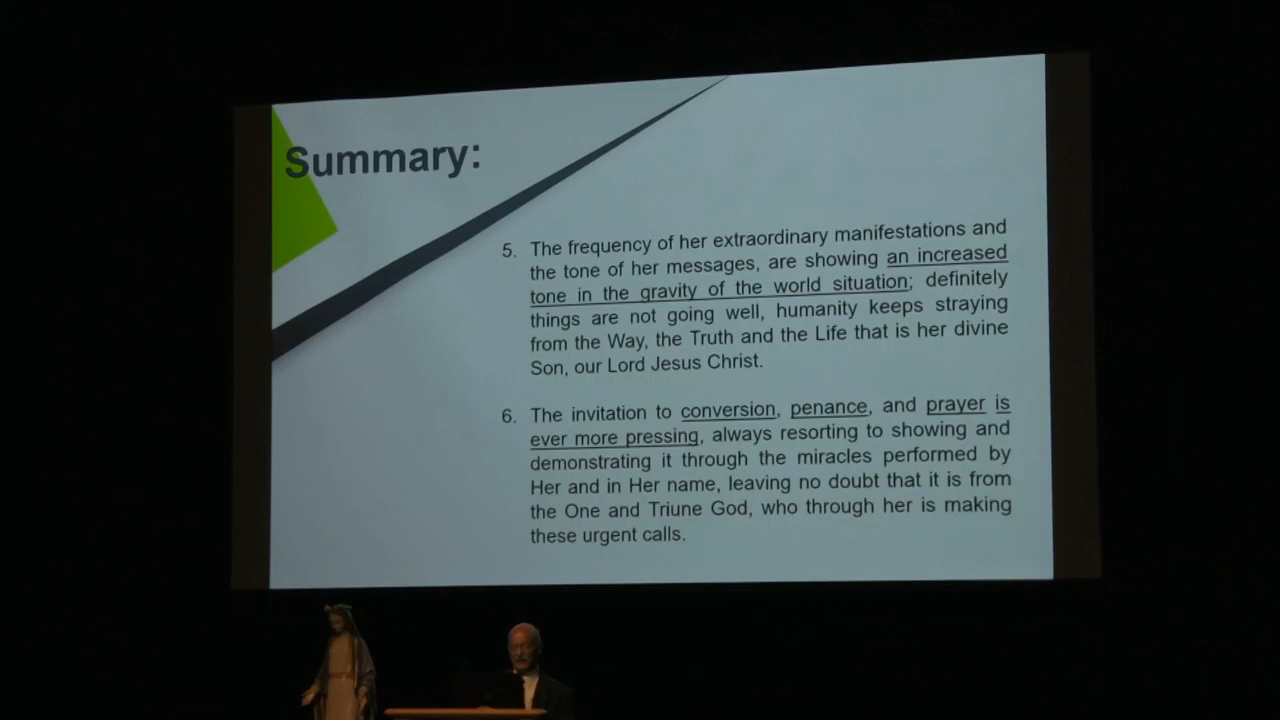 Summary:
5. The frequency of her extraordinary manifestations and
the tone of her messages, are showing an increased
tone in the gravity of the world situation; definitely
things are not going well, humanity keeps straying
from the Way, the Truth and the Life that is her divine
Son, our Lord Jesus Christ.
6. The invitation to conversion, penance, and prayer is
ever more pressing, always resorting to showing and
demonstrating it through the miracles performed by
Her and in Her name, leaving no doubt that it is from
the One and Triune God, who through her is making
these urgent calls.